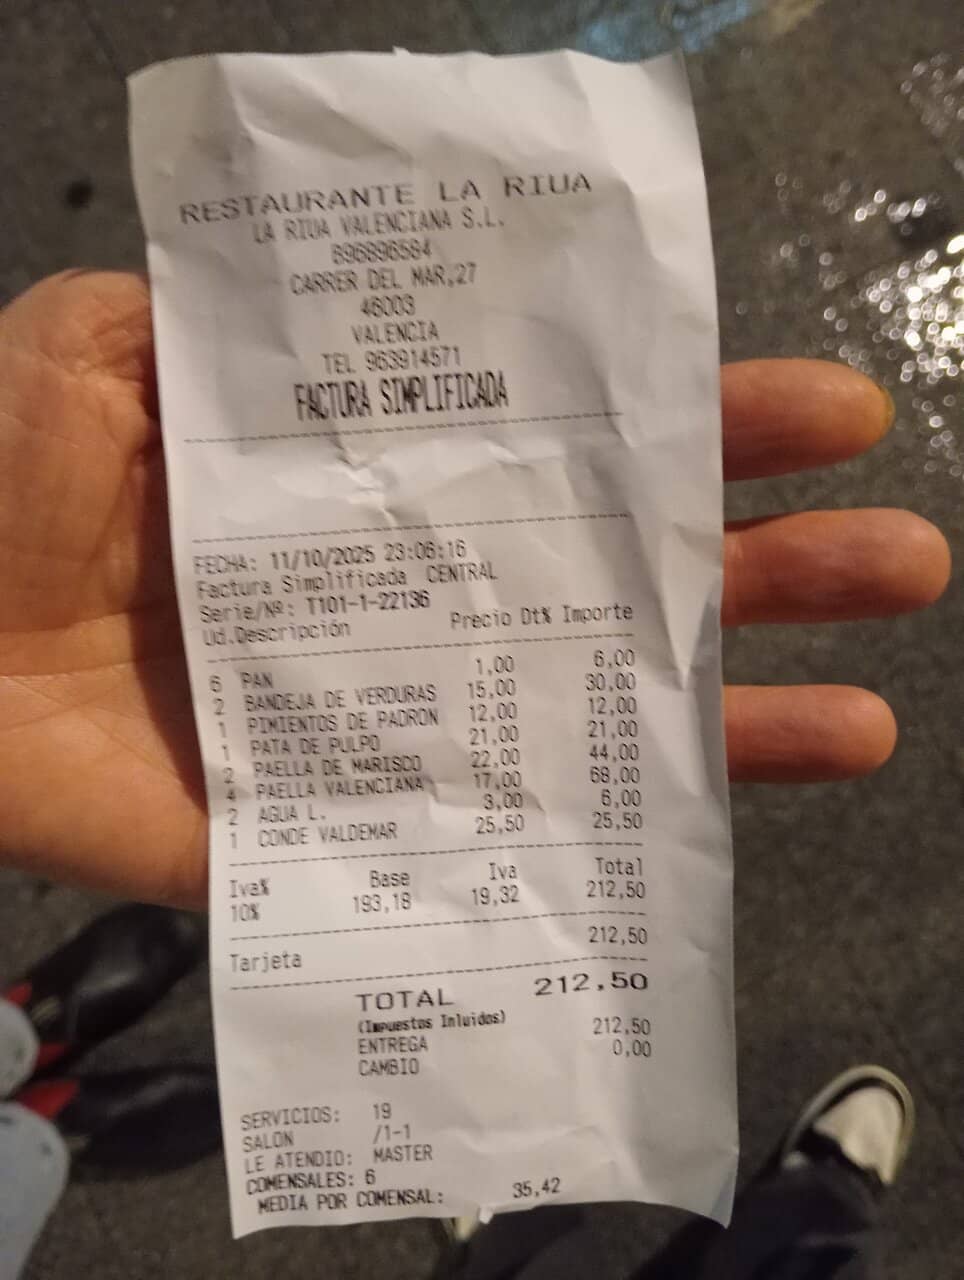 RESTAURANTE LA RIUA
LA RIUA VALENCIANA S.L.
B96896584
CARRER DEL MAR,27
46003
VALENCIA
TEL 963914571
FACTURA SIMPLIFICADA
FECHA: 11/10/2025 23:06:16
Factura Simplificada CENTRAL
Serie/Nº: T101-1-22136
Ud.Descripción Precio Dt% Importe
6 PAN 1,00 6,00
2 BANDEJA DE VERDURAS 15,00 30,00
1 PIMIENTOS DE PADRON 12,00 12,00
1 PATA DE PULPO 21,00 21,00
2 PAELLA DE MARISCO 22,00 44,00
4 PAELLA VALENCIANA 17,00 68,00
2 AGUA L. 3,00 6,00
1 CONDE VALDEMAR 25,50 25,50
Iva% Base Iva Total
10% 193,18 19,32 212,50
Tarjeta 212,50
TOTAL 212,50
(Impuestos Inluidos)
ENTREGA 212,50
CAMBIO 0,00
SERVICIOS: 19
SALON /1-1
LE ATENDIO: MASTER
COMENSALES: 6
MEDIA POR COMENSAL: 35,42